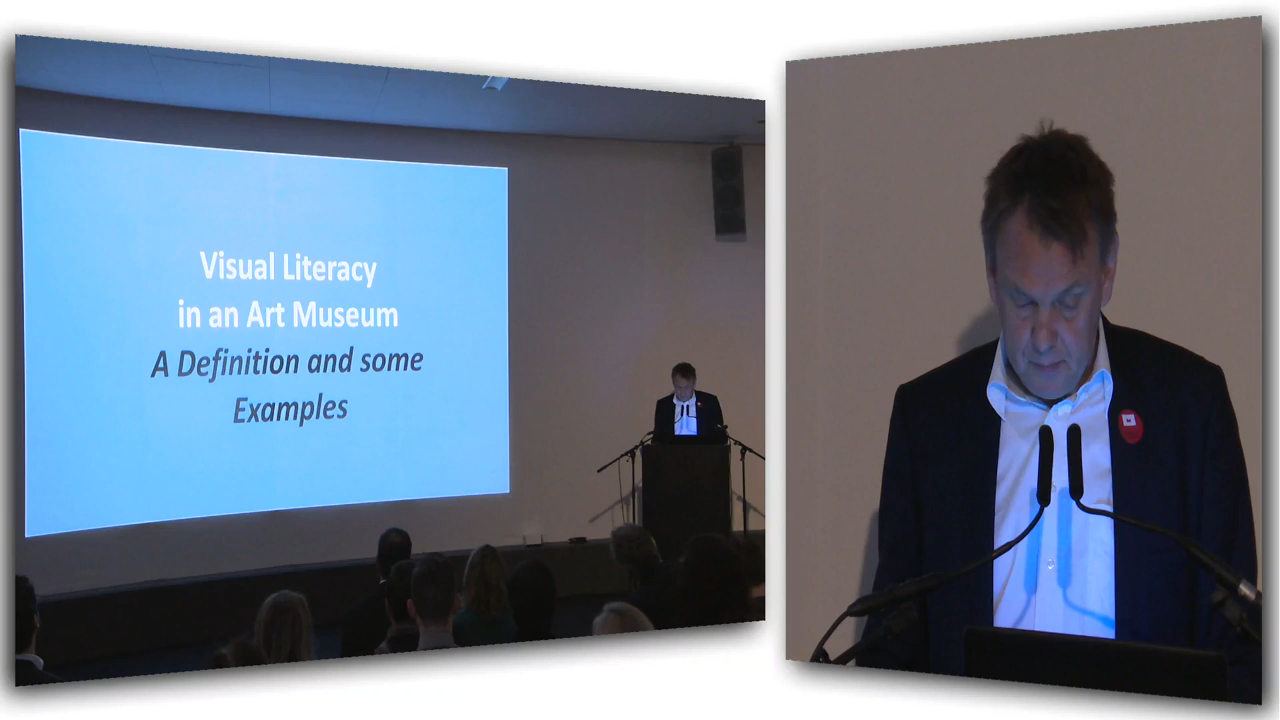 Visual Literacy
in an Art Museum
A Definition and some
Examples